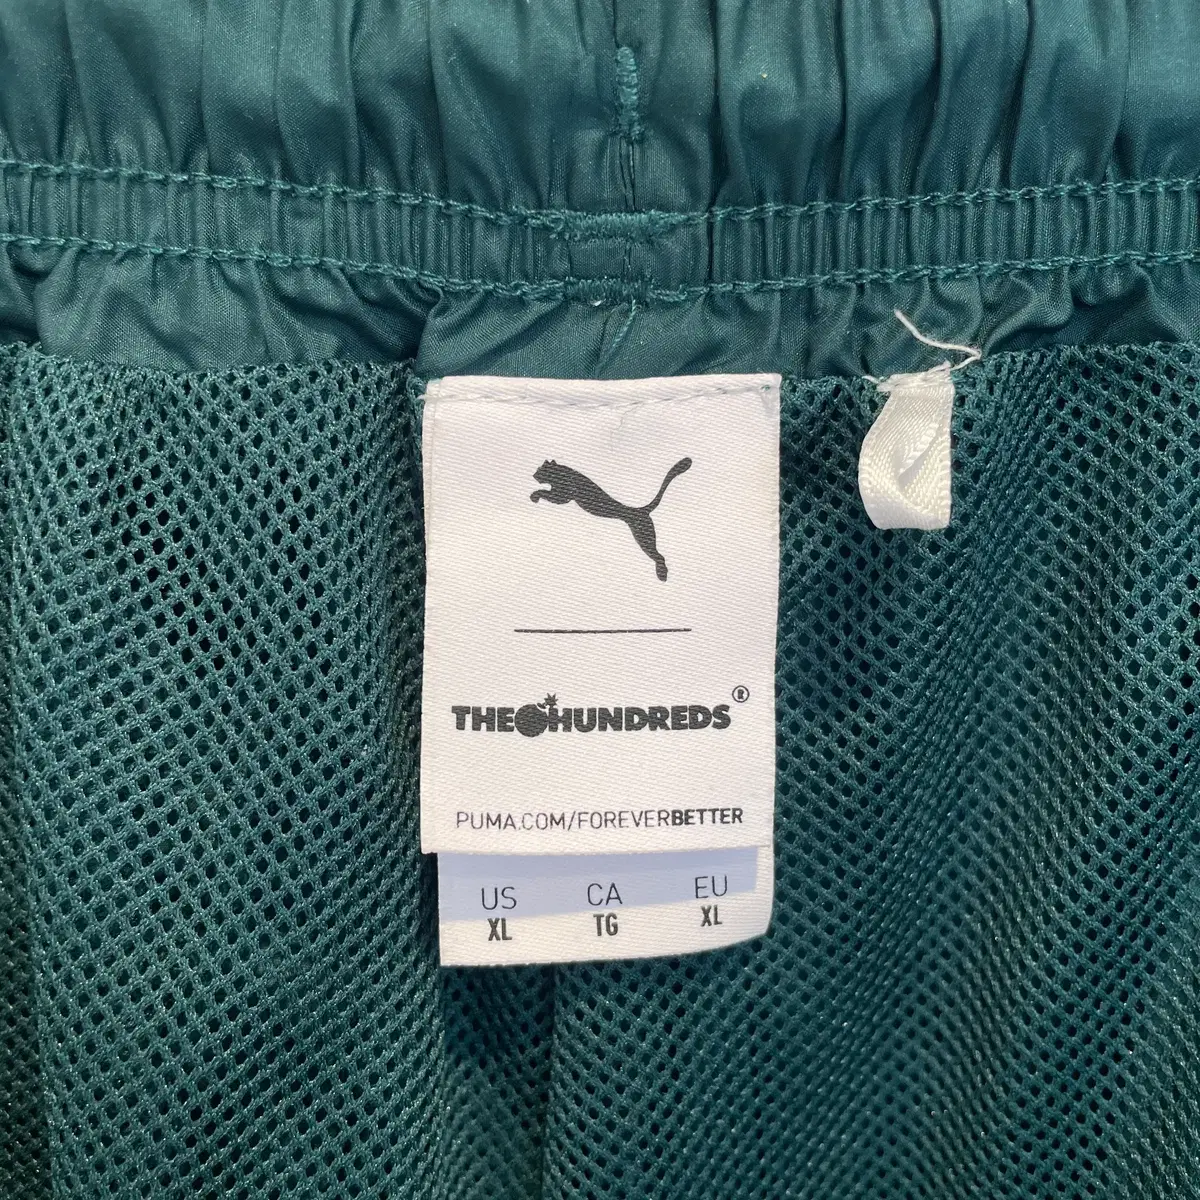 THE HUNDREDS®
PUMA.COM/FOREVERBETTER
US CA EU
XL TG XL